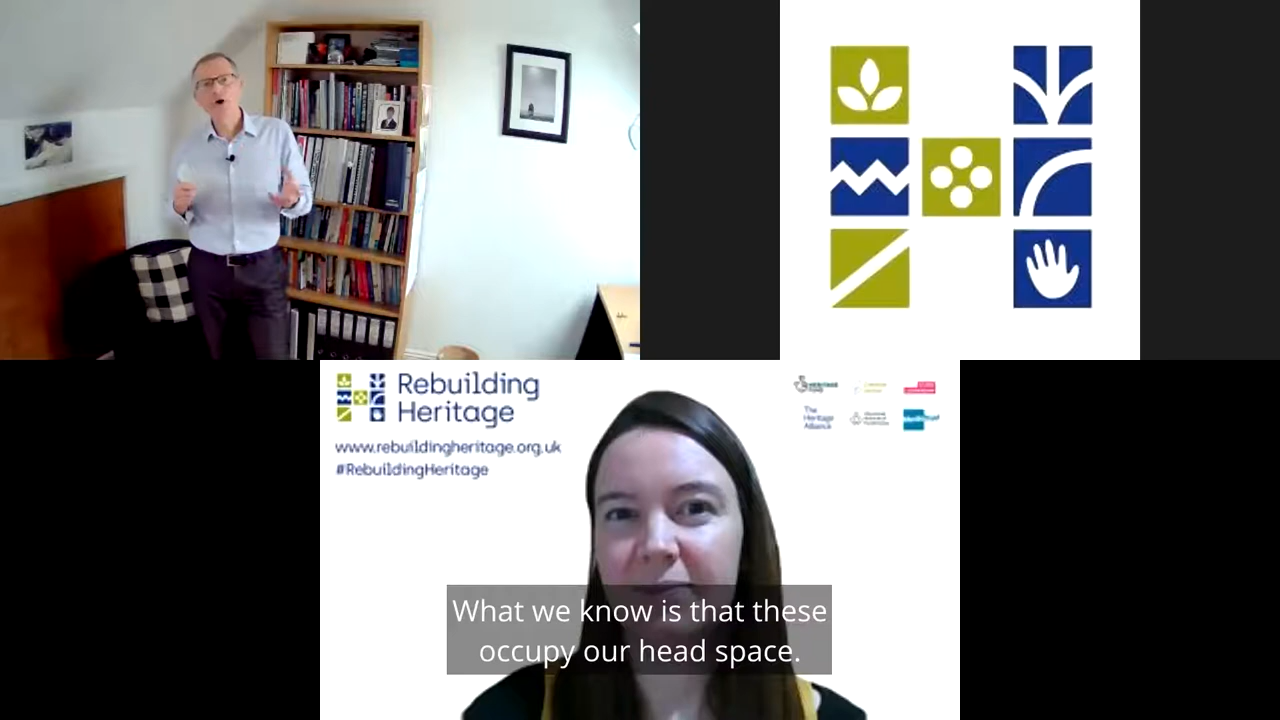 Rebuilding
Heritage
www.rebuildingheritage.org.uk
#RebuildingHeritage
HERITAGE
The
Heritage
Alliance
What we know is that these
occupy our head space.